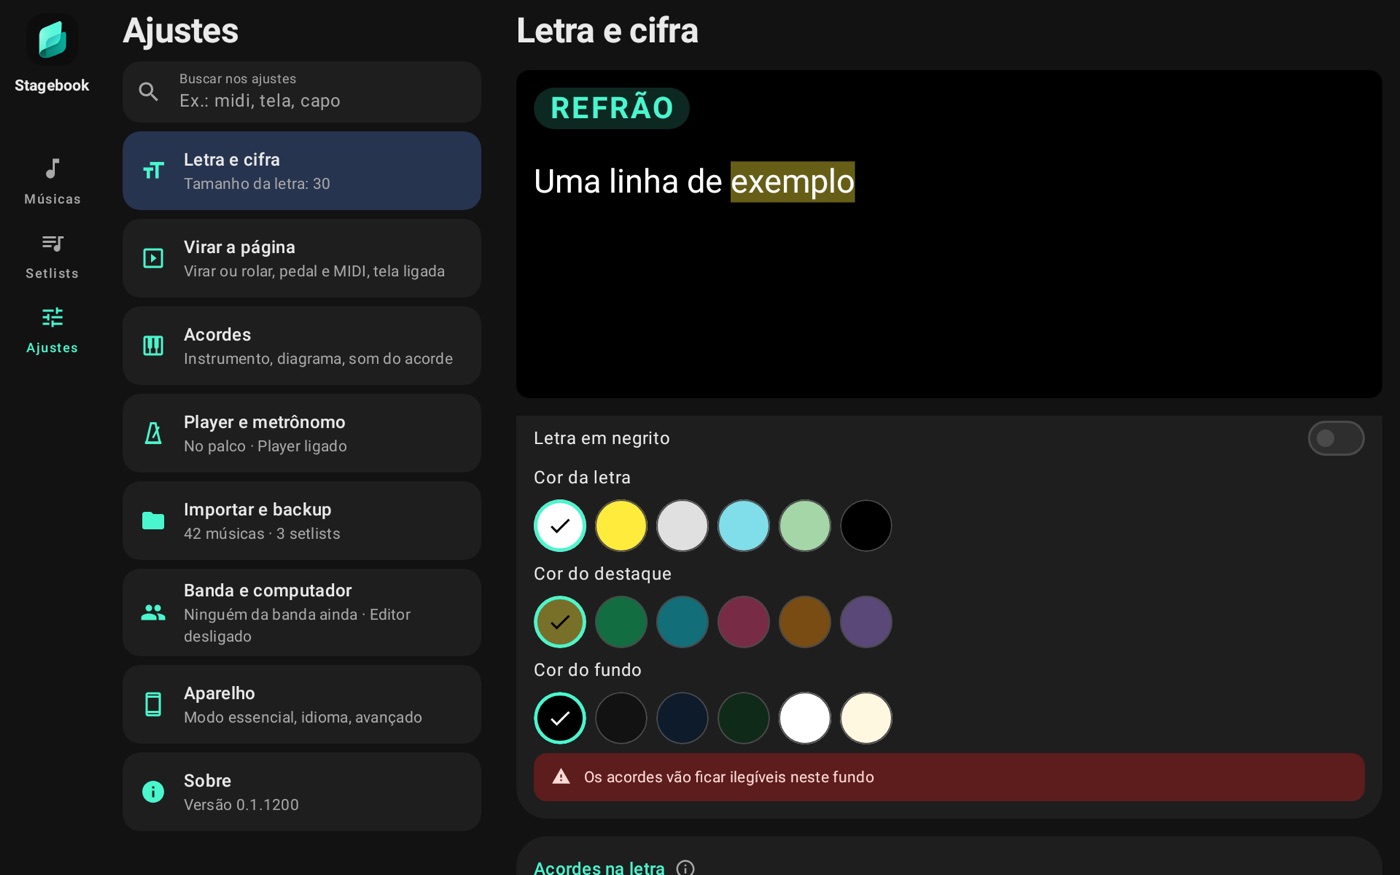 Stagebook
Músicas
Setlists
Ajustes
Ajustes
Buscar nos ajustes
Ex.: midi, tela, capo
Letra e cifra
Tamanho da letra: 30
Virar a página
Virar ou rolar, pedal e MIDI, tela ligada
Acordes
Instrumento, diagrama, som do acorde
Player e metrônomo
No palco · Player ligado
Importar e backup
42 músicas · 3 setlists
Banda e computador
Ninguém da banda ainda · Editor
desligado
Aparelho
Modo essencial, idioma, avançado
Sobre
Versão 0.1.1200
Letra e cifra
REFRÃO
Uma linha de exemplo
Letra em negrito
Cor da letra
Cor do destaque
Cor do fundo
Os acordes vão ficar ilegíveis neste fundo
Acordes na letra